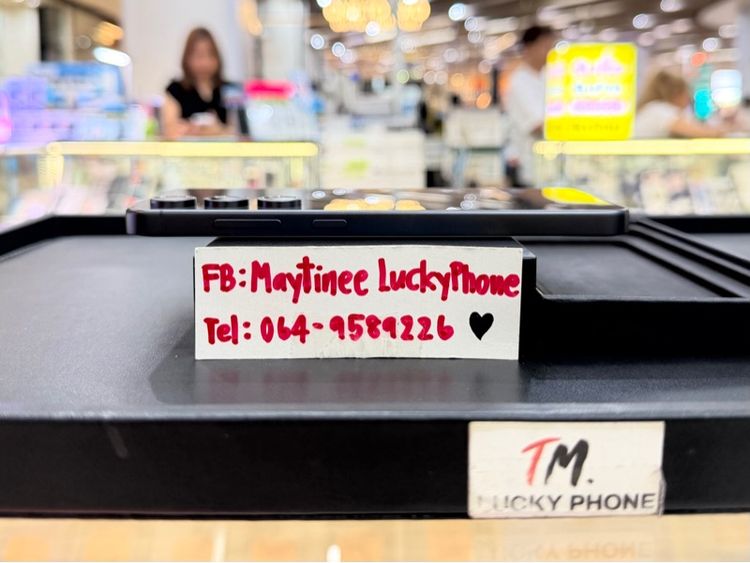 FB: Maytinee LuckyPhone
Tel: 064-9589226 ♥
TM.
LUCKY PHONE